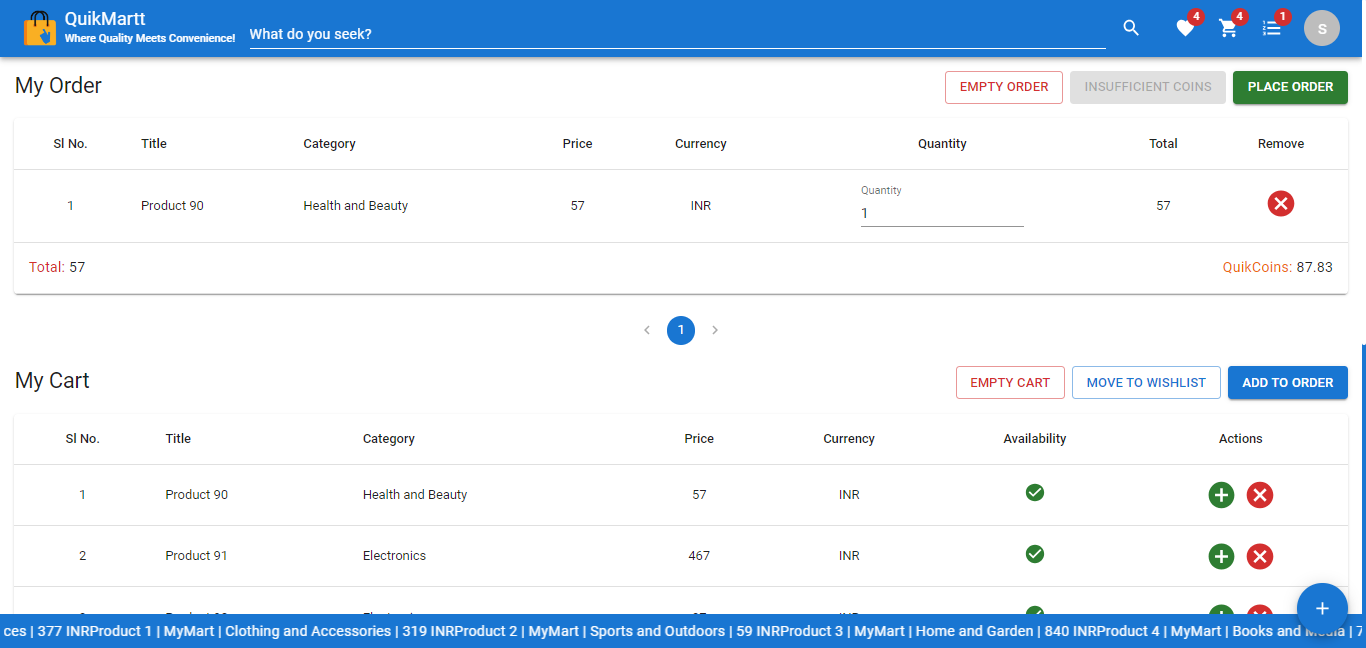 QuikMartt
Where Quality Meets Convenience!
What do you seek?
4
4
1
S
My Order
EMPTY ORDER INSUFFICIENT COINS PLACE ORDER
Sl No. Title Category Price Currency Quantity Total Remove
Quantity
1 Product 90 Health and Beauty 57 INR 1 57
Total: 57 QuikCoins: 87.83
1
My Cart
EMPTY CART MOVE TO WISHLIST ADD TO ORDER
Sl No. Title Category Price Currency Availability Actions
1 Product 90 Health and Beauty 57 INR
2 Product 91 Electronics 467 INR
ces | 377 INRProduct 1 | MyMart | Clothing and Accessories | 319 INRProduct 2 | MyMart | Sports and Outdoors | 59 INRProduct 3 | MyMart | Home and Garden | 840 INRProduct 4 | MyMart | Books and Media | 7